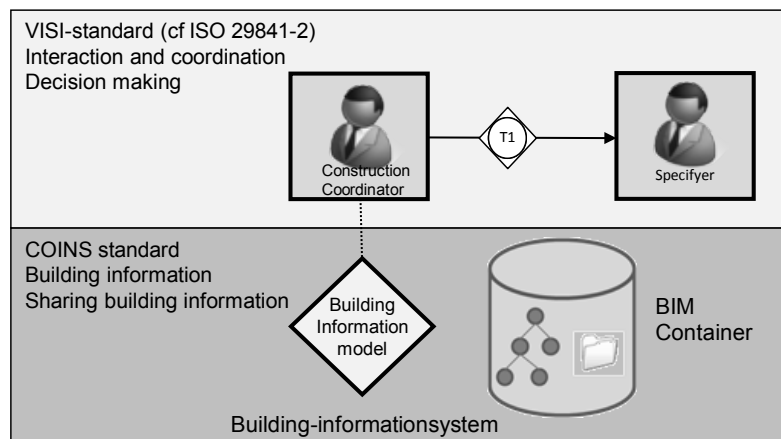 VISI-standard (cf ISO 29841-2)
Interaction and coordination
Decision making
Construction
Coordinator
T1
Specifyer
COINS standard
Building information
Sharing building information
Building
Information
model
BIM
Container
Building-informationsystem